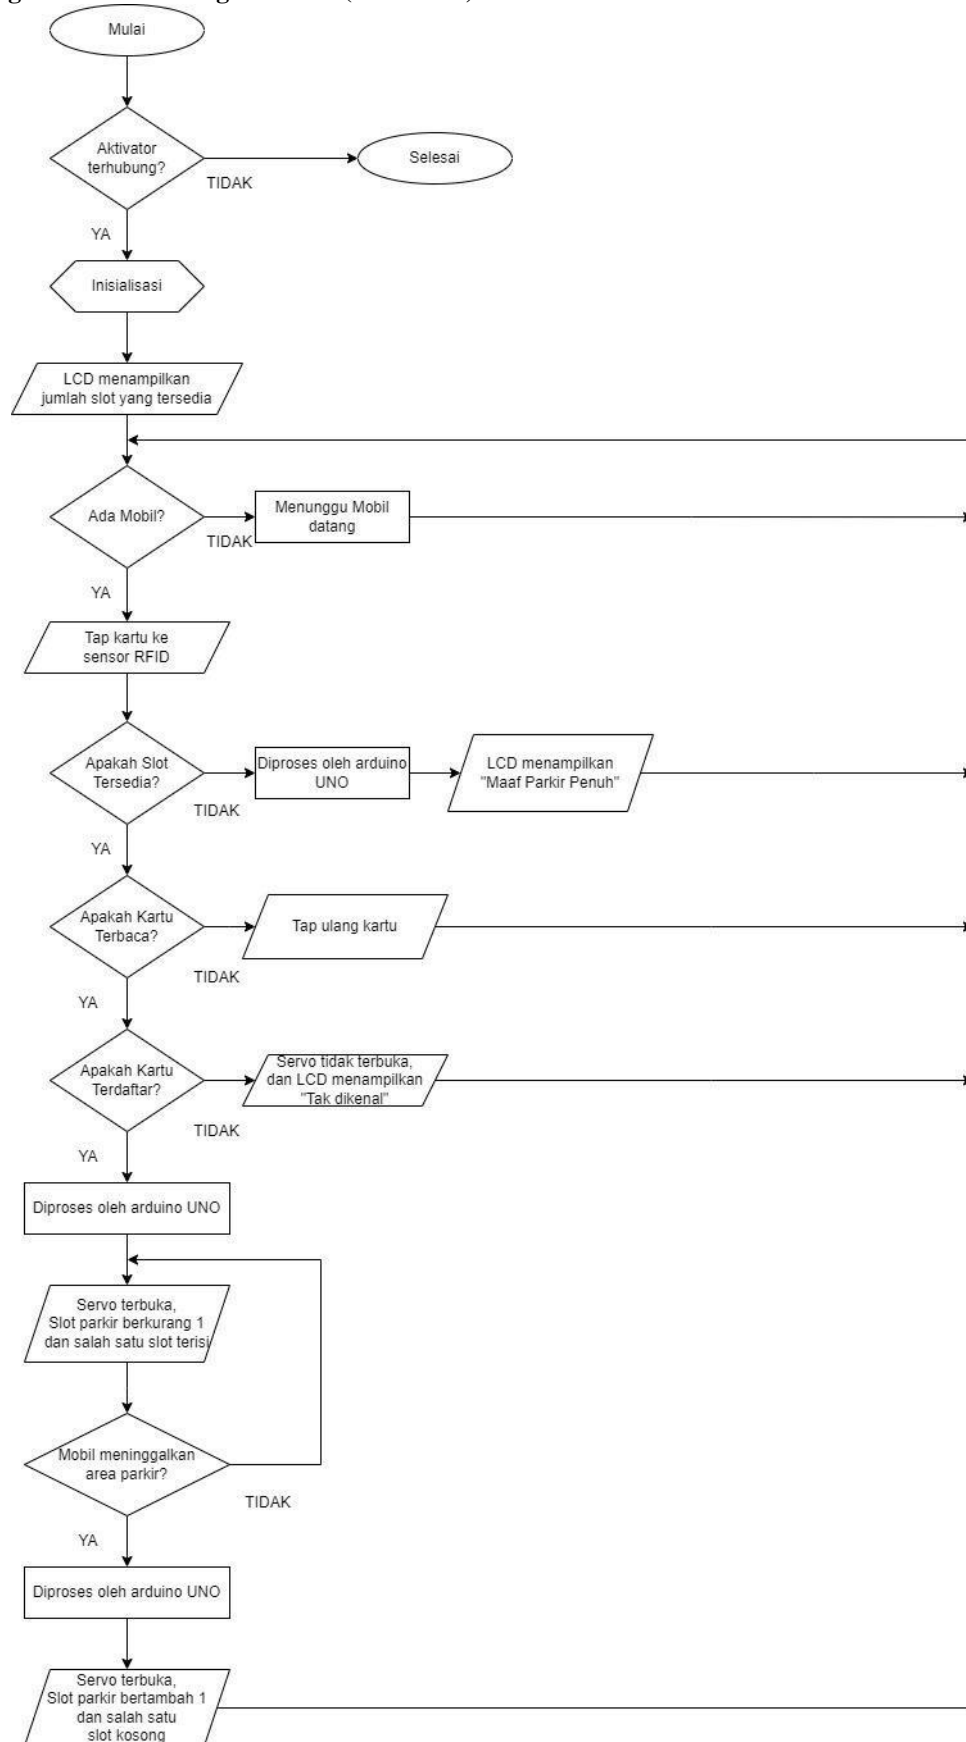 Mulai
Aktivator
terhubung?
TIDAK
Selesai
YA
Inisialisasi
LCD menampilkan
jumlah slot yang tersedia
Ada Mobil?
TIDAK
Menunggu Mobil
datang
YA
Tap kartu ke
sensor RFID
Apakah Slot
Tersedia?
TIDAK
Diproses oleh arduino
UNO
LCD menampilkan
"Maaf Parkir Penuh"
YA
Apakah Kartu
Terbaca?
TIDAK
Tap ulang kartu
YA
Apakah Kartu
Terdaftar?
TIDAK
Servo tidak terbuka,
dan LCD menampilkan
"Tak dikenal"
YA
Diproses oleh arduino UNO
Servo terbuka,
Slot parkir berkurang 1
dan salah satu slot terisi
Mobil meninggalkan
area parkir?
TIDAK
YA
Diproses oleh arduino UNO
Servo terbuka,
Slot parkir bertambah 1
dan salah satu
slot kosong